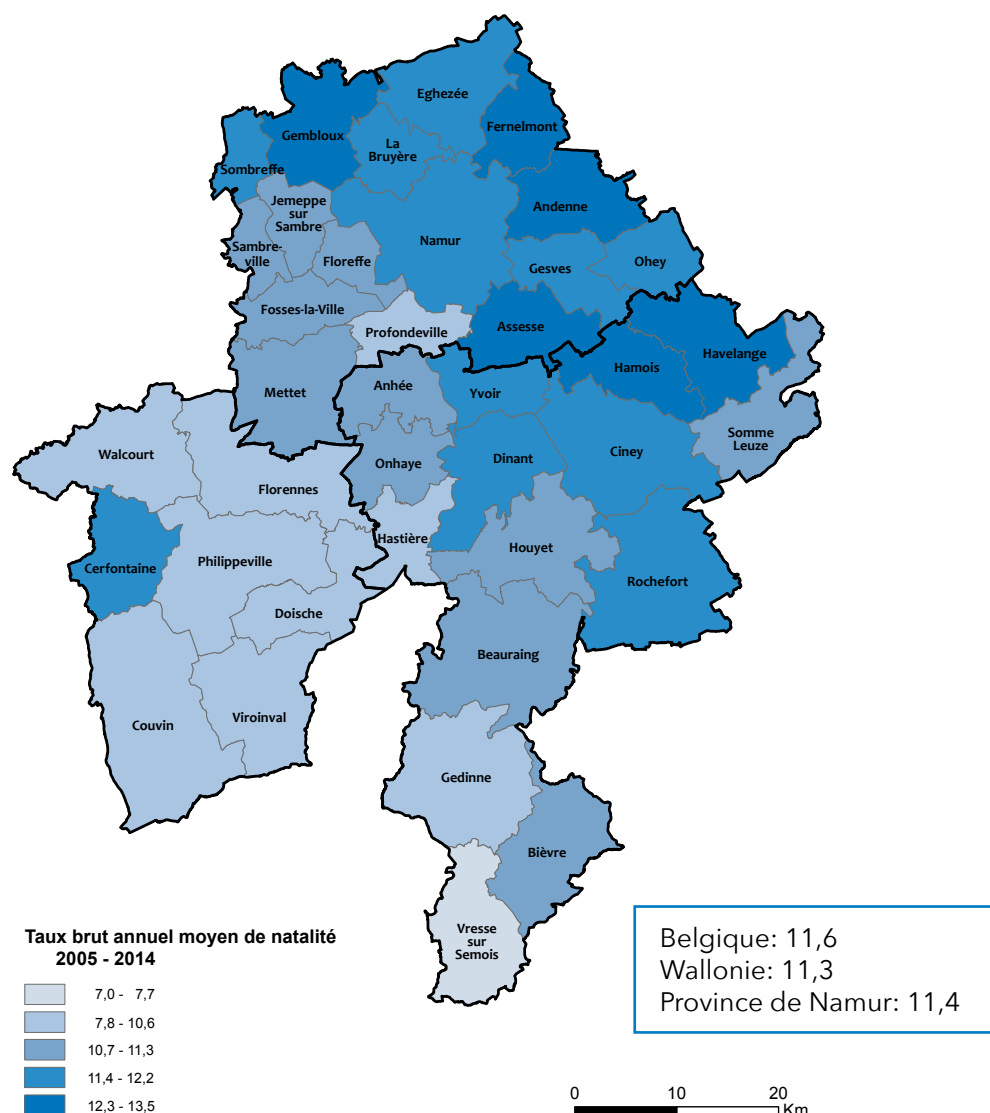 Eghezée
Gembloux
Fernelmont
La
Bruyère
Sombreffe
Jemeppe
sur
Sambre
Andenne
Namur
Sambre-
ville
Floreffe
Gesves
Ohey
Fosses-la-Ville
Profondeville
Assesse
Havelange
Hamois
Mettet
Anhée
Yvoir
Somme
Leuze
Walcourt
Onhaye
Dinant
Ciney
Florennes
Hastière
Houyet
Cerfontaine
Philippeville
Rochefort
Doische
Beauraing
Couvin
Viroinval
Gedinne
Bièvre
Vresse
sur
Semois
Taux brut annuel moyen de natalité
2005 - 2014
7,0 - 7,7
7,8 - 10,6
10,7 - 11,3
11,4 - 12,2
12,3 - 13,5
Belgique: 11,6
Wallonie: 11,3
Province de Namur: 11,4
0 10 20
Km